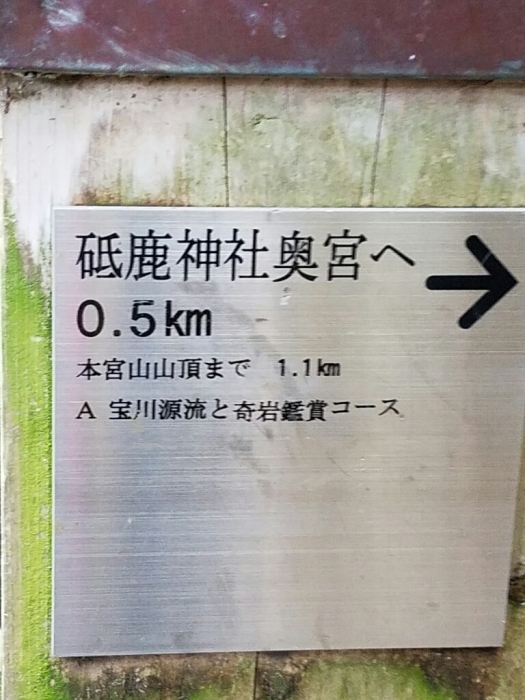 砥鹿神社奥宮へ →
0.5km
本宮山山頂まで 1.1km
A 宝川源流と奇岩鑑賞コース